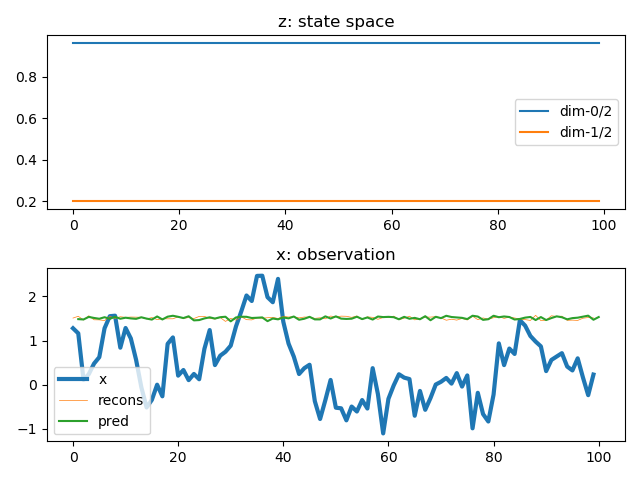 z: state space
0.8
0.6
0.4
0.2
dim-0/2
dim-1/2
0 20 40 60 80 100
x: observation
2
1
0
−1
x
recons
pred
0 20 40 60 80 100